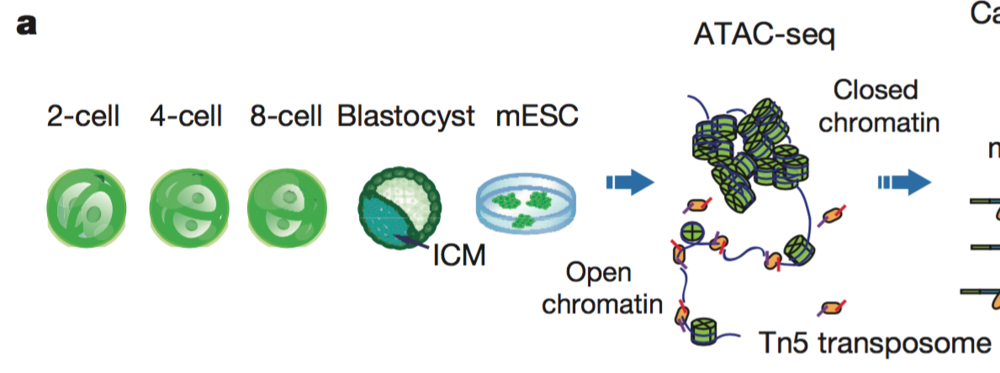 a
ATAC-seq
2-cell 4-cell 8-cell Blastocyst mESC
Closed
chromatin
ICM
Open
chromatin
Tn5 transposome